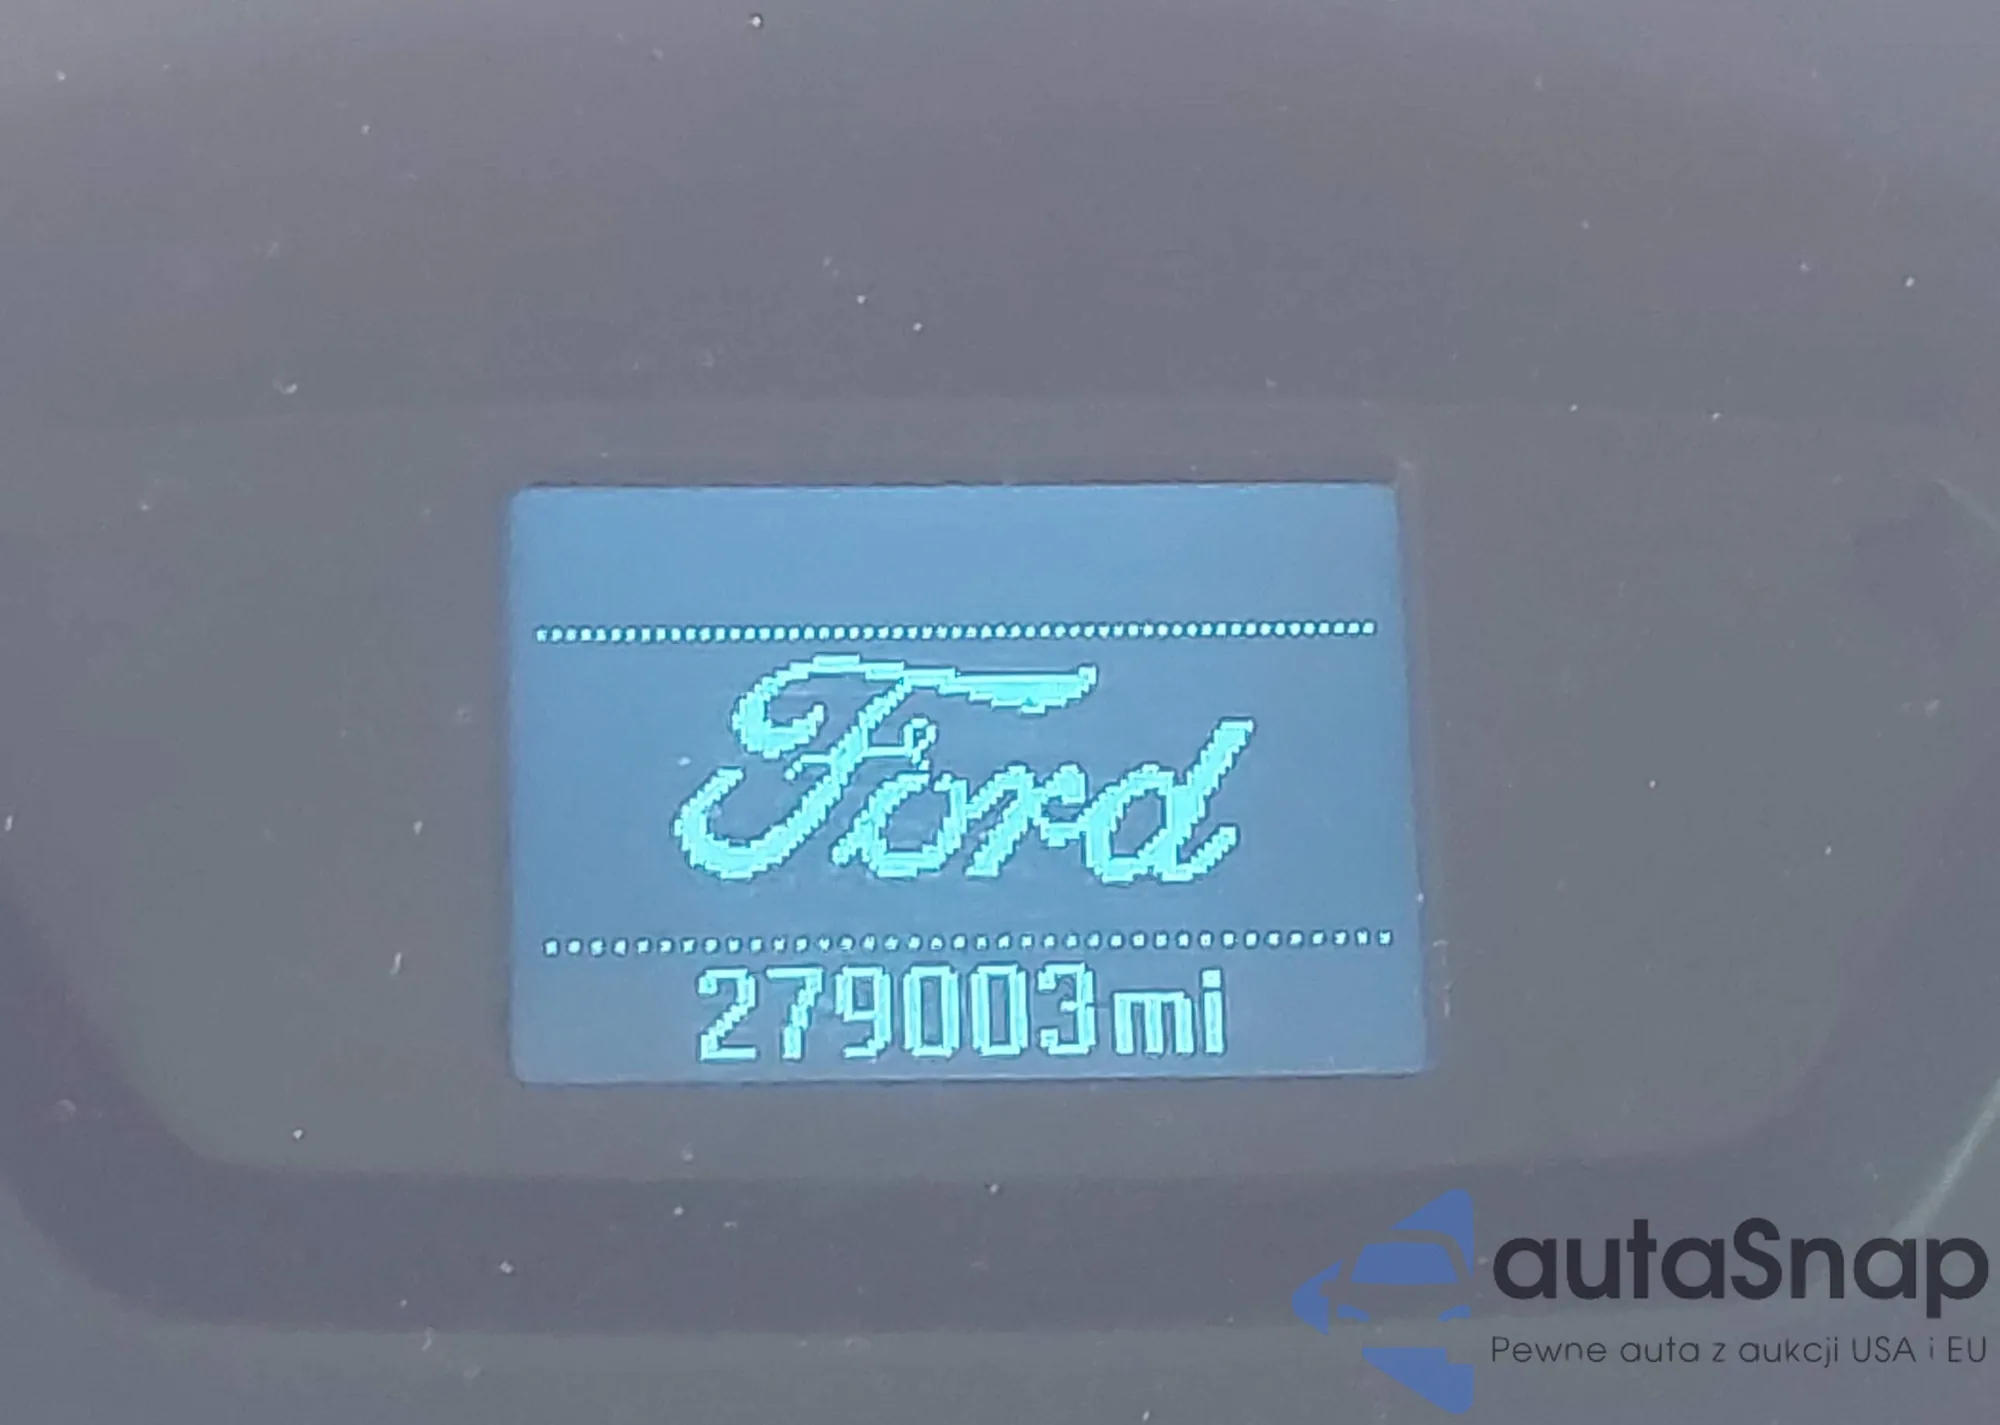 Ford
279003mi
autaSnap
Pewne auta z aukcji USA i EU